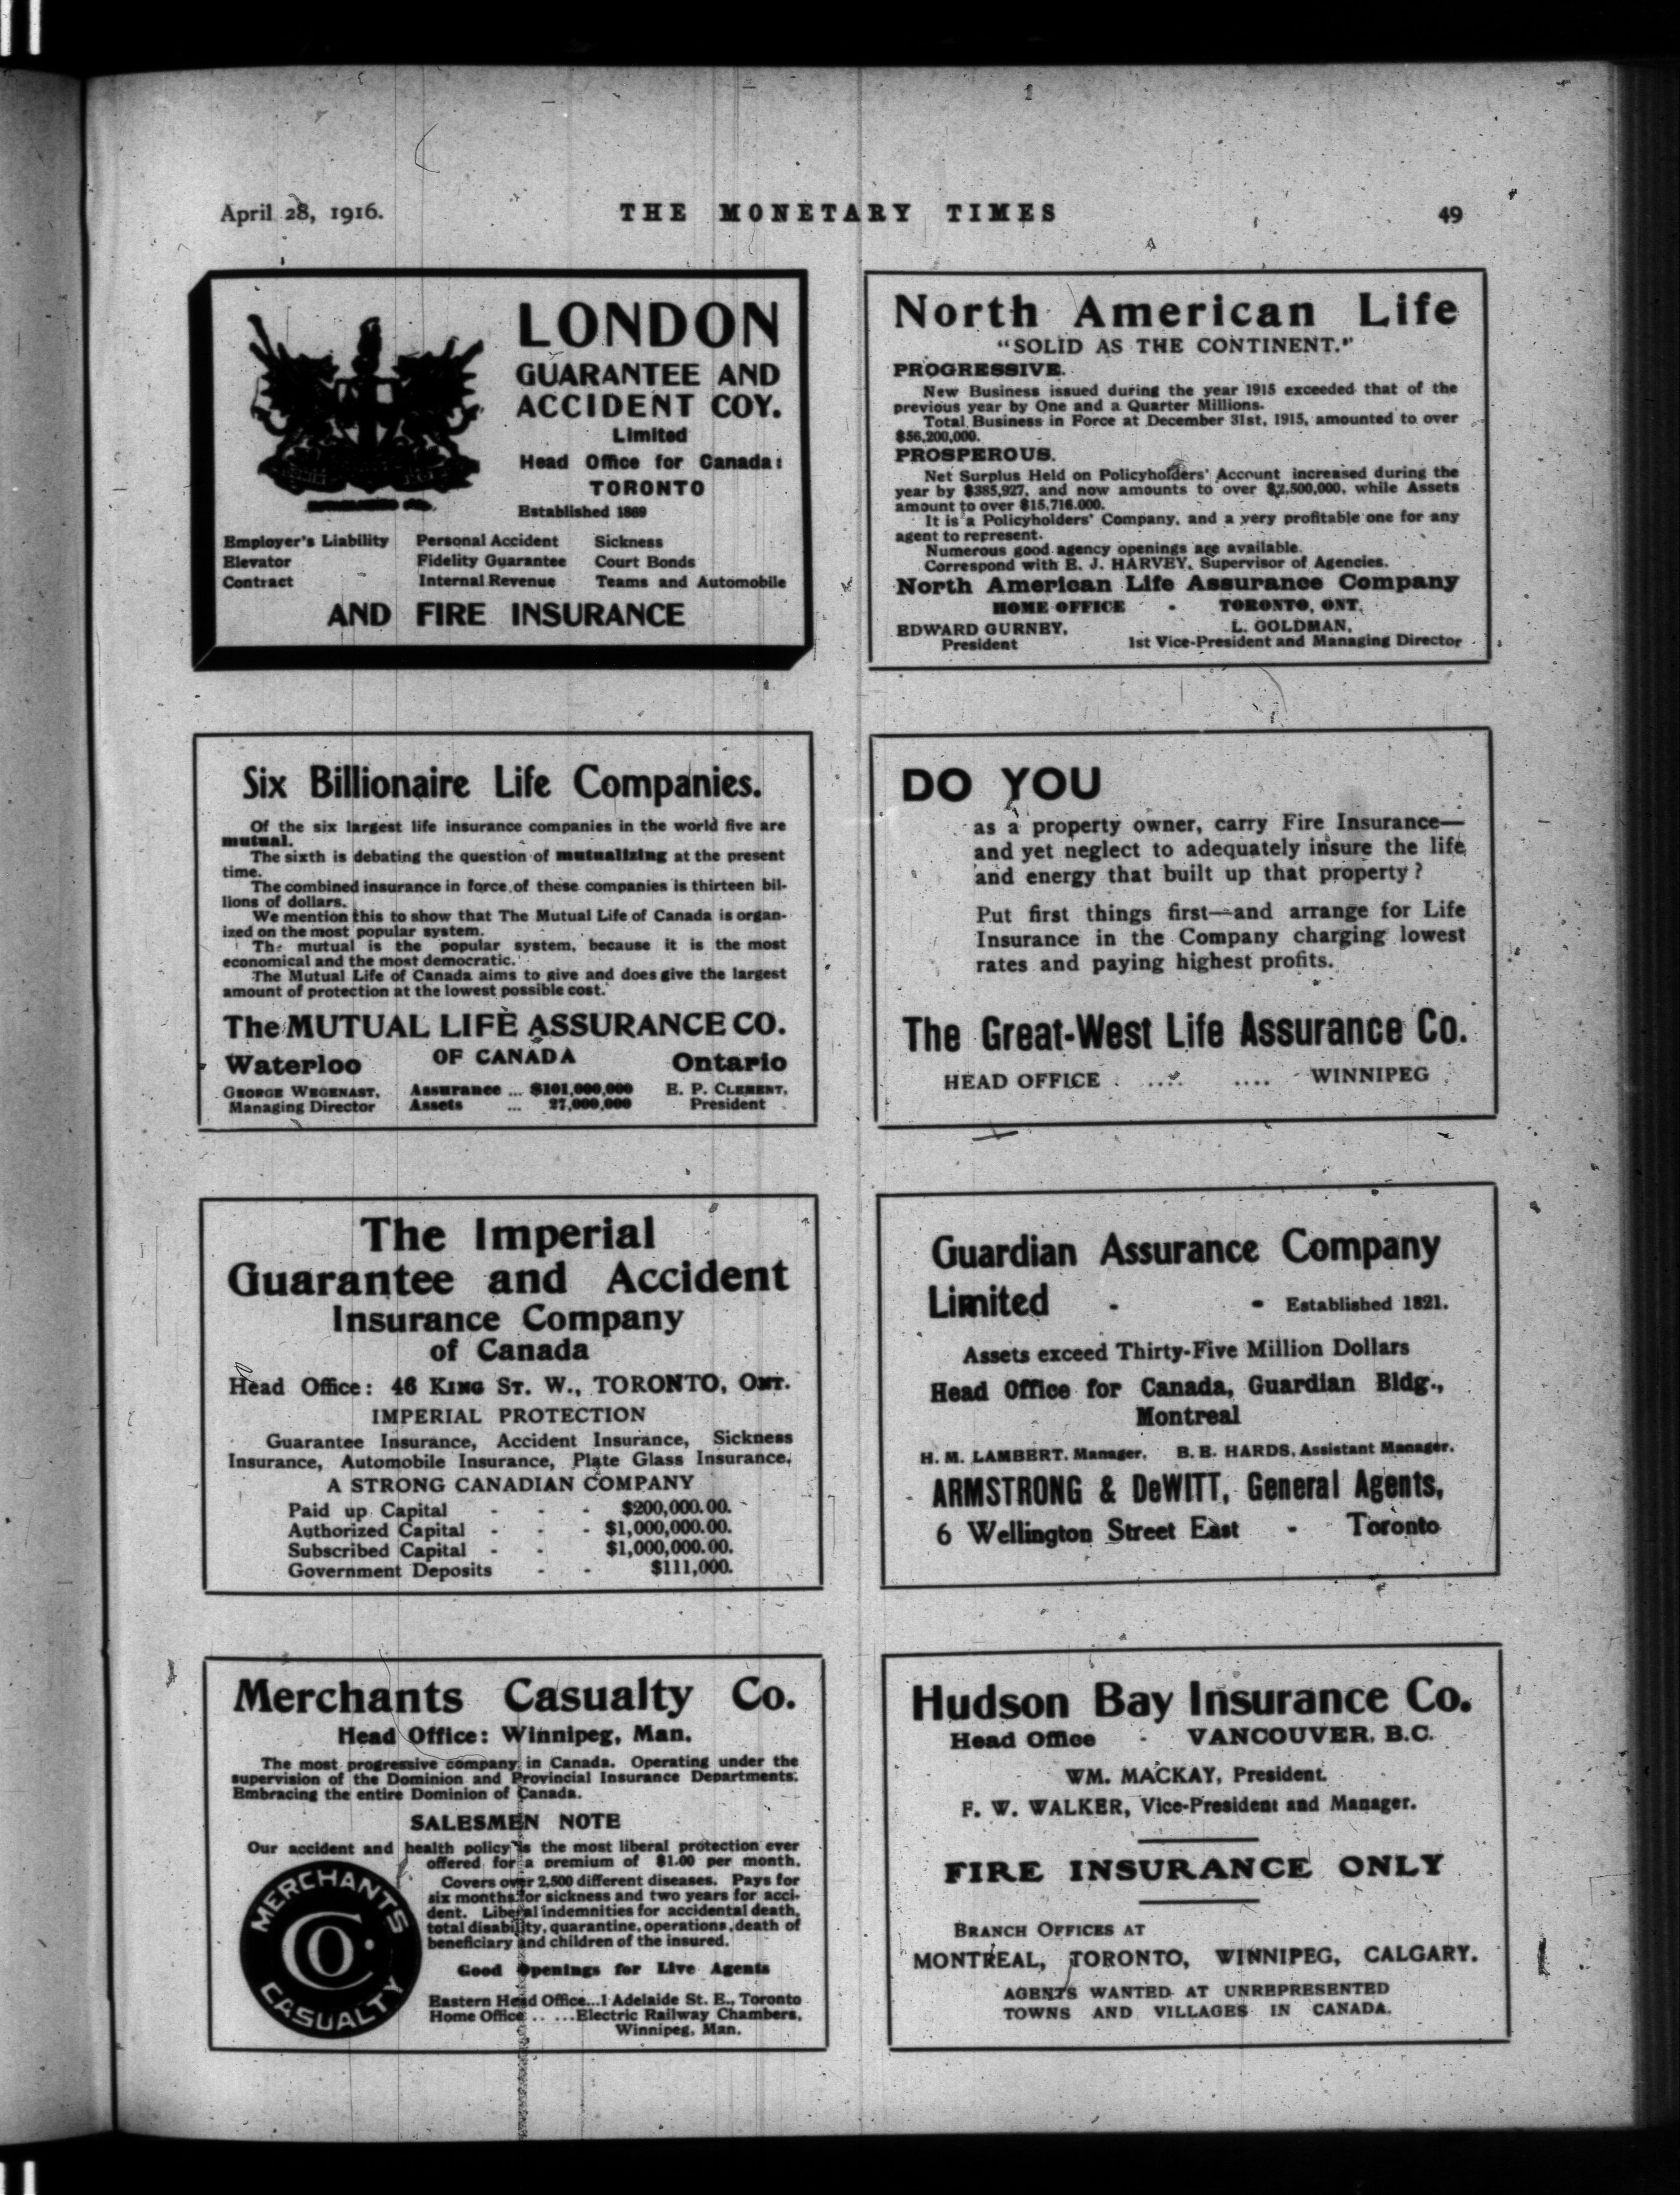 April 28, 1916.
THE MONETARY TIMES
49
LONDON
GUARANTEE AND
ACCIDENT COY.
Limited
Head Office for Canada:
TORONTO
Established 1869
Employer's Liability Personal Accident Sickness
Elevator Fidelity Guarantee Court Bonds
Contract Internal Revenue Teams and Automobile
AND FIRE INSURANCE
North American Life
"SOLID AS THE CONTINENT."
PROGRESSIVE.
New Business issued during the year 1915 exceeded that of the
previous year by One and a Quarter Millions.
Total Business in Force at December 31st, 1915, amounted to over
$56,200,000.
PROSPEROUS.
Net Surplus Held on Policyholders' Account increased during the
year by $385,927, and now amounts to over $2,500,000, while Assets
amount to over $15,716.000.
It is a Policyholders' Company, and a very profitable one for any
agent to represent.
Numerous good agency openings are available.
Correspond with E. J. HARVEY, Supervisor of Agencies.
North American Life Assurance Company
HOME OFFICE - TORONTO, ONT.
EDWARD GURNEY, L. GOLDMAN,
President 1st Vice-President and Managing Director
Six Billionaire Life Companies.
Of the six largest life insurance companies in the world five are
mutual.
The sixth is debating the question of mutualizing at the present
time.
The combined insurance in force of these companies is thirteen bil-
lions of dollars.
We mention this to show that The Mutual Life of Canada is organ-
ized on the most popular system.
The mutual is the popular system, because it is the most
economical and the most democratic.
The Mutual Life of Canada aims to give and does give the largest
amount of protection at the lowest possible cost.
The MUTUAL LIFE ASSURANCE CO.
Waterloo OF CANADA Ontario
GEORGE WEGENAST, Assurance ... $101,000,000 E. P. CLEMENT,
Managing Director Assets ... 27,000,000 President
DO YOU
as a property owner, carry Fire Insurance—
and yet neglect to adequately insure the life
and energy that built up that property?
Put first things first—and arrange for Life
Insurance in the Company charging lowest
rates and paying highest profits.
The Great-West Life Assurance Co.
HEAD OFFICE . .... .... WINNIPEG
The Imperial
Guarantee and Accident
Insurance Company
of Canada
Head Office: 46 KING ST. W., TORONTO, ONT.
IMPERIAL PROTECTION
Guarantee Insurance, Accident Insurance, Sickness
Insurance, Automobile Insurance, Plate Glass Insurance.
A STRONG CANADIAN COMPANY
Paid up Capital - - - $200,000.00.
Authorized Capital - - - $1,000,000.00.
Subscribed Capital - - $1,000,000.00.
Government Deposits - - $111,000.
Guardian Assurance Company
Limited - - Established 1821.
Assets exceed Thirty-Five Million Dollars
Head Office for Canada, Guardian Bldg.,
Montreal
H. M. LAMBERT, Manager. B. E. HARDS, Assistant Manager.
ARMSTRONG & DeWITT, General Agents,
6 Wellington Street East - Toronto
Merchants Casualty Co.
Head Office: Winnipeg, Man.
The most progressive company in Canada. Operating under the
supervision of the Dominion and Provincial Insurance Departments.
Embracing the entire Dominion of Canada.
SALESMEN NOTE
Our accident and health policy is the most liberal protection ever
offered for a premium of $1.00 per month.
Covers over 2,500 different diseases. Pays for
six months for sickness and two years for acci-
dent. Liberal indemnities for accidental death,
total disability, quarantine, operations, death of
beneficiary and children of the insured.
Good Openings for Live Agents
Eastern Head Office...1 Adelaide St. E., Toronto
Home Office .. ...Electric Railway Chambers,
Winnipeg, Man.
MERCHANTS
Co.
CASUALTY
Hudson Bay Insurance Co.
Head Office - VANCOUVER, B.C.
WM. MACKAY, President.
F. W. WALKER, Vice-President and Manager.
FIRE INSURANCE ONLY
BRANCH OFFICES AT
MONTREAL, TORONTO, WINNIPEG, CALGARY.
AGENTS WANTED AT UNREPRESENTED
TOWNS AND VILLAGES IN CANADA.